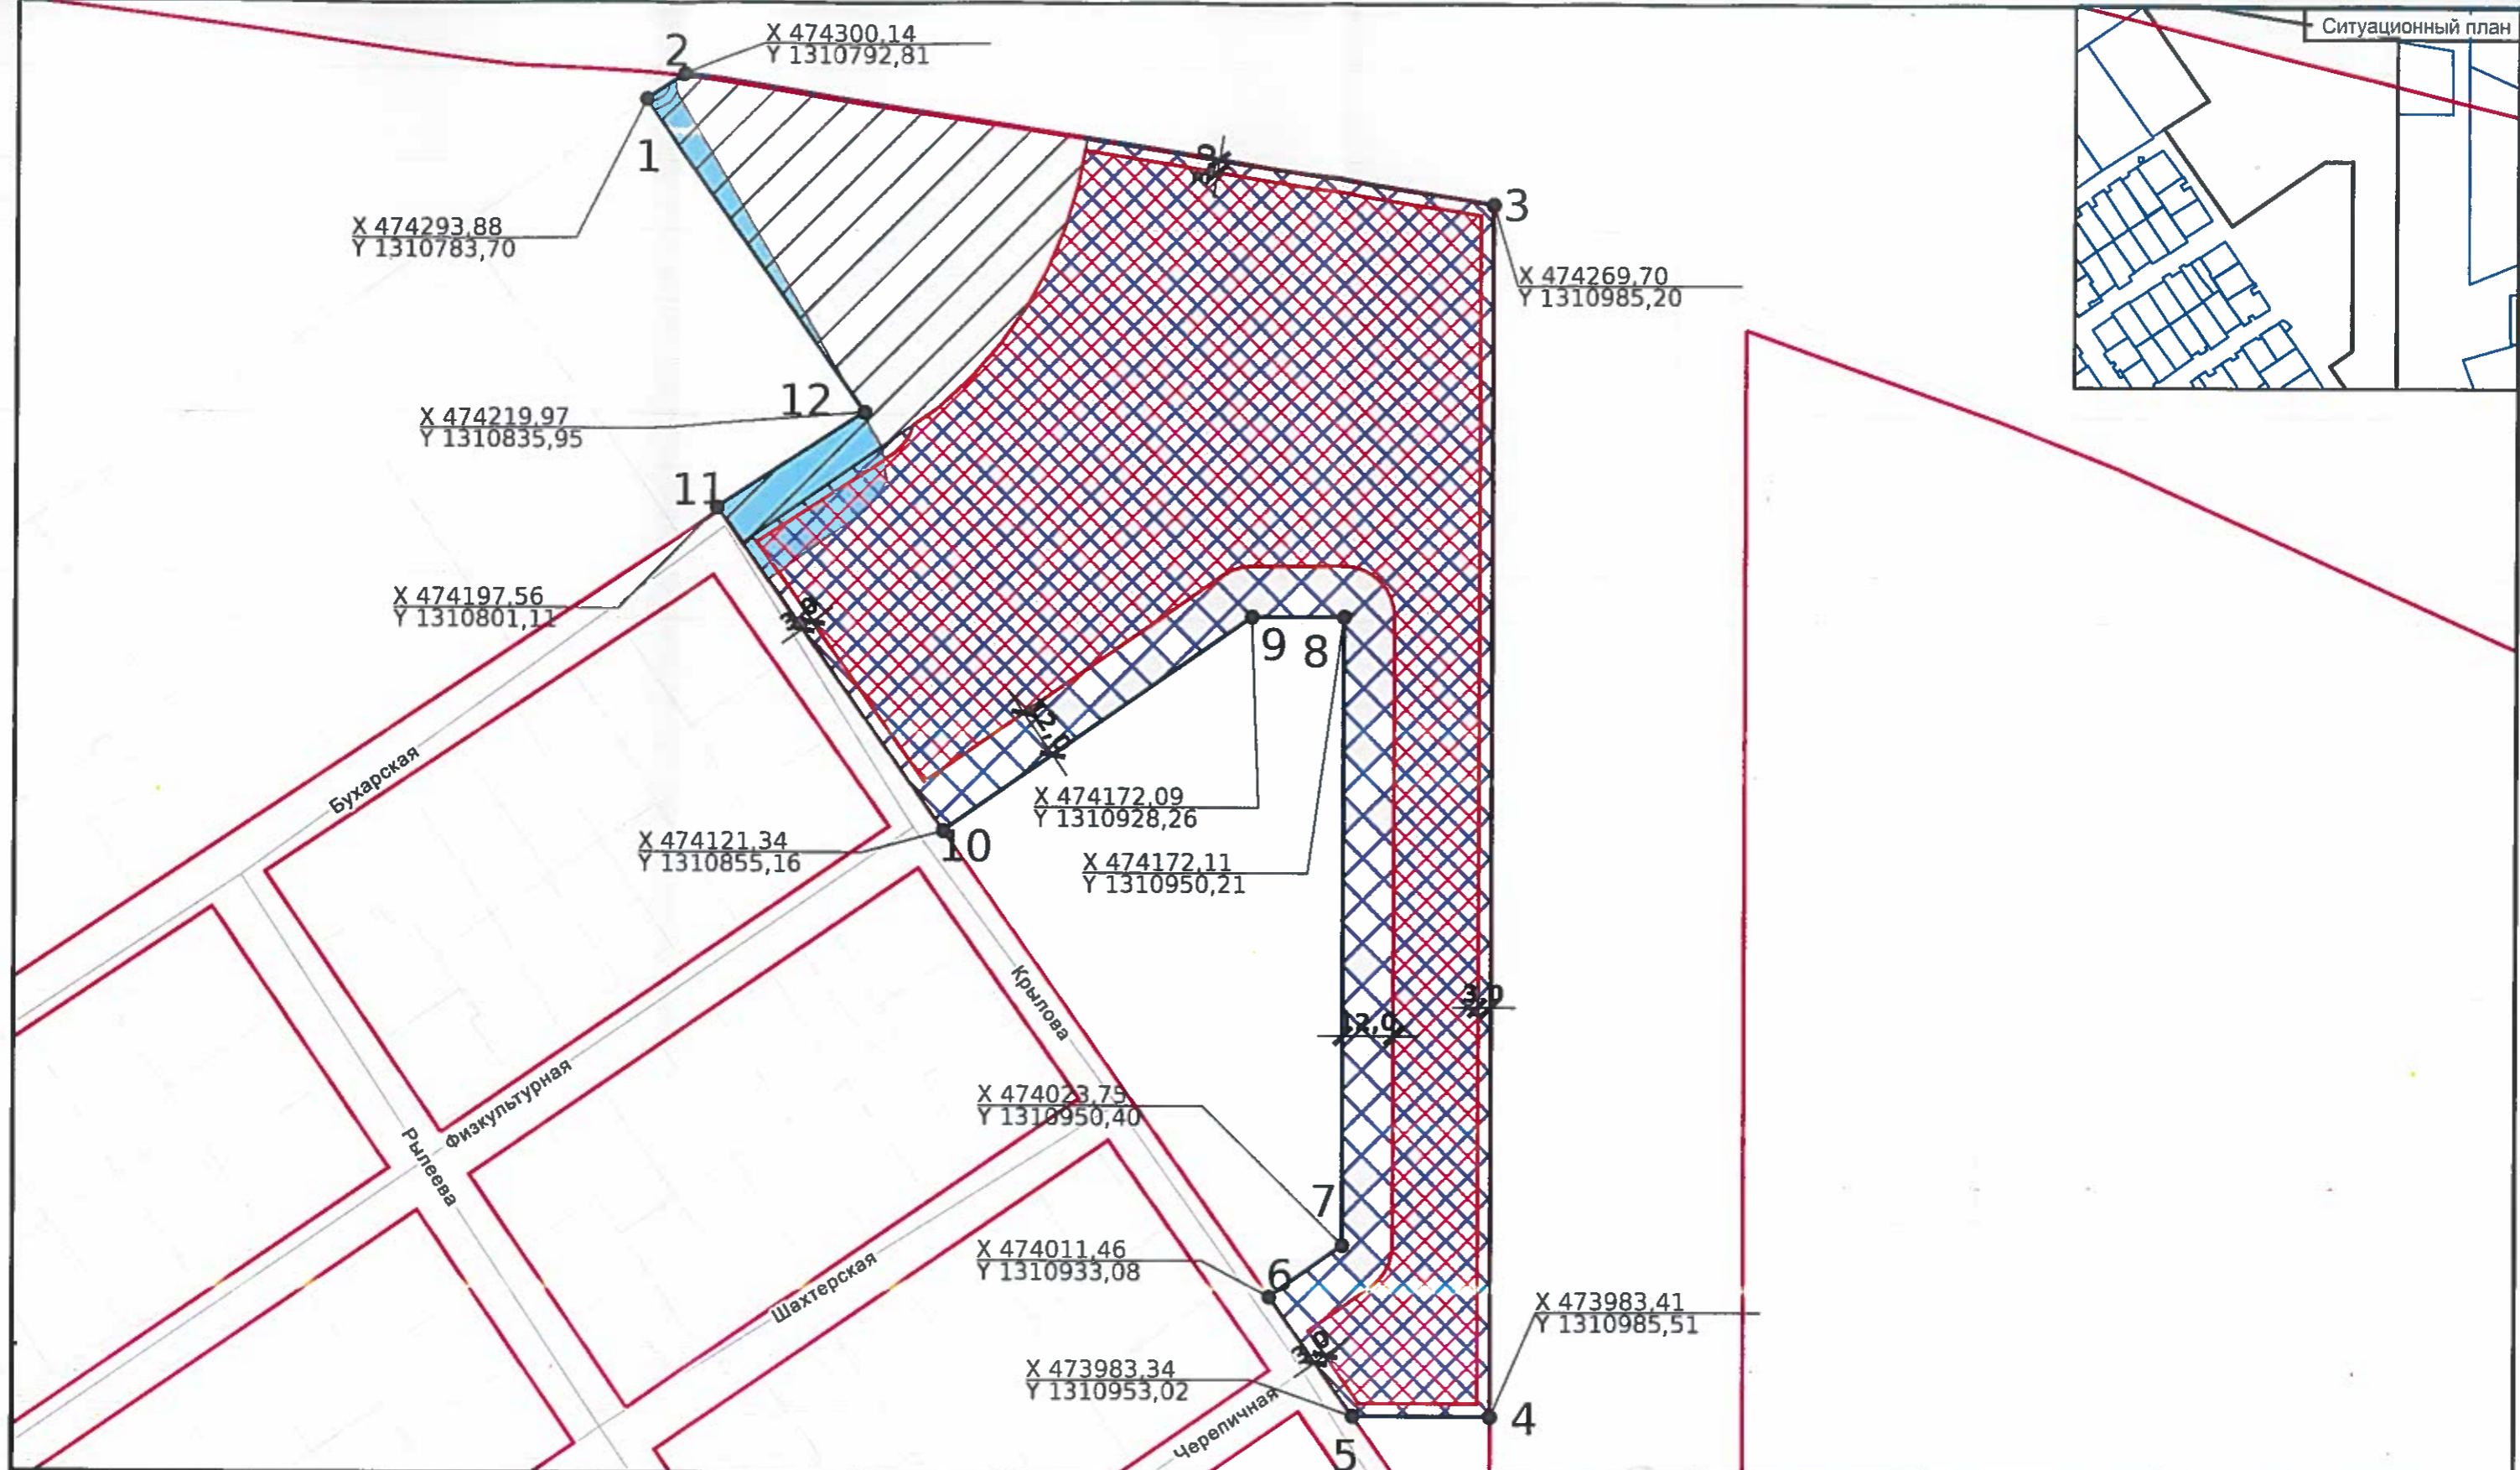 Ситуационный план
X 474300,14
Y 1310792,81
2
1
X 474293,88
Y 1310783,70
3
X 474269,70
Y 1310985,20
12
X 474219,97
Y 1310835,95
11
X 474197,56
Y 1310801,11
9
8
12,0
X 474172,09
Y 1310928,26
X 474121,34
Y 1310855,16
10
X 474172,11
Y 1310950,21
Бухарская
Крылова
3,0
12,0
Физкультурная
Рылеева
X 474023,75
Y 1310950,40
7
Шахтерская
X 474011,46
Y 1310933,08
6
X 473983,41
Y 1310985,51
X 473983,34
Y 1310953,02
Черепичная
4
5